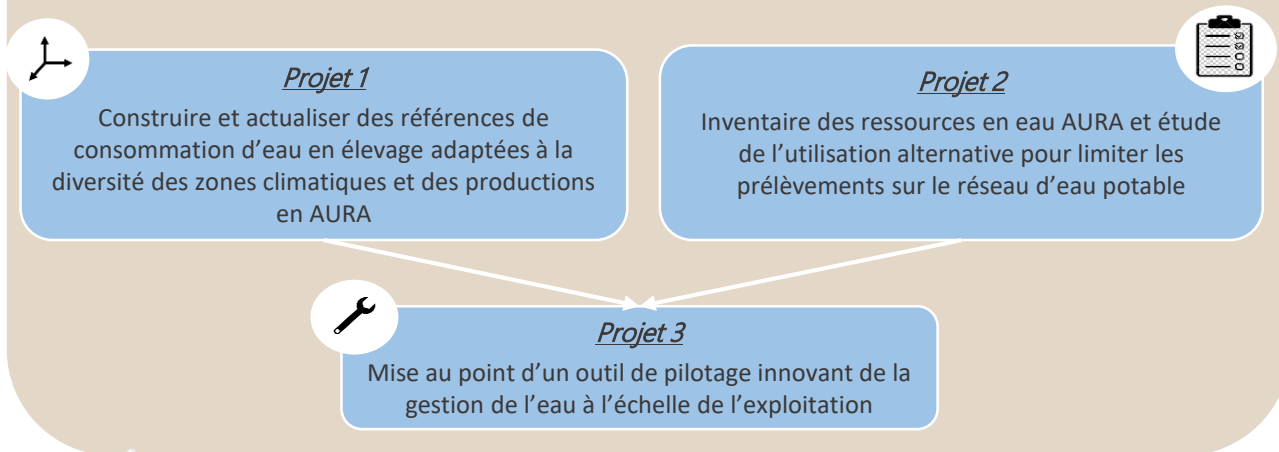 Projet 1
Construire et actualiser des références de
consommation d’eau en élevage adaptées à la
diversité des zones climatiques et des productions
en AURA
Projet 2
Inventaire des ressources en eau AURA et étude
de l’utilisation alternative pour limiter les
prélèvements sur le réseau d’eau potable
Projet 3
Mise au point d’un outil de pilotage innovant de la
gestion de l’eau à l’échelle de l’exploitation